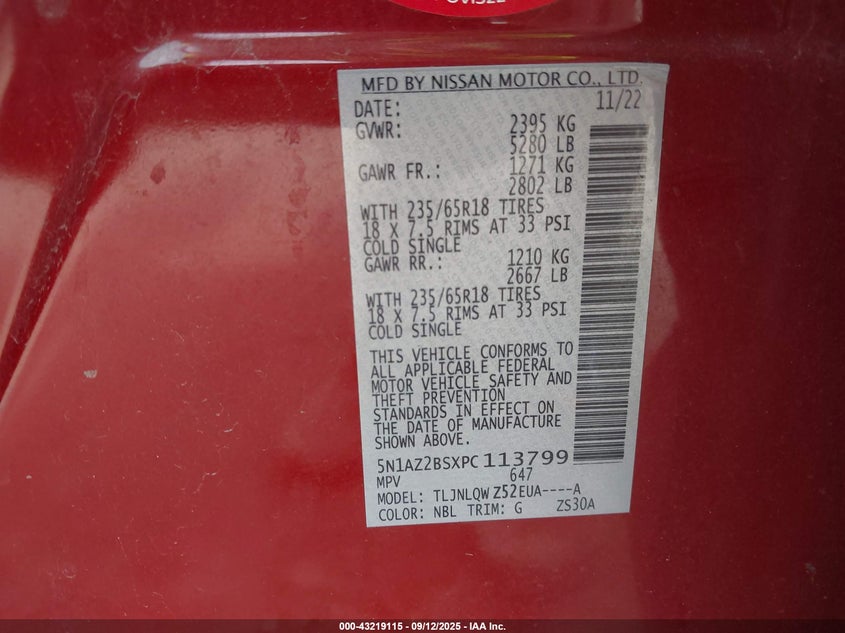 MFD BY NISSAN MOTOR CO., LTD.
DATE: 11/22
GVWR: 2395 KG
5280 LB
GAWR FR.: 1271 KG
2802 LB
WITH 235/65R18 TIRES
18 X 7.5 RIMS AT 33 PSI
COLD SINGLE
GAWR RR.: 1210 KG
2667 LB
WITH 235/65R18 TIRES
18 X 7.5 RIMS AT 33 PSI
COLD SINGLE
THIS VEHICLE CONFORMS TO
ALL APPLICABLE FEDERAL
MOTOR VEHICLE SAFETY AND
THEFT PREVENTION
STANDARDS IN EFFECT ON
THE DATE OF MANUFACTURE
SHOWN ABOVE.
5N1AZ2BSXPC113799
MPV 647
MODEL: TLJNLQW Z52EUA----A
COLOR: NBL TRIM: G ZS30A
000-43219115 - 09/12/2025 - IAA Inc.